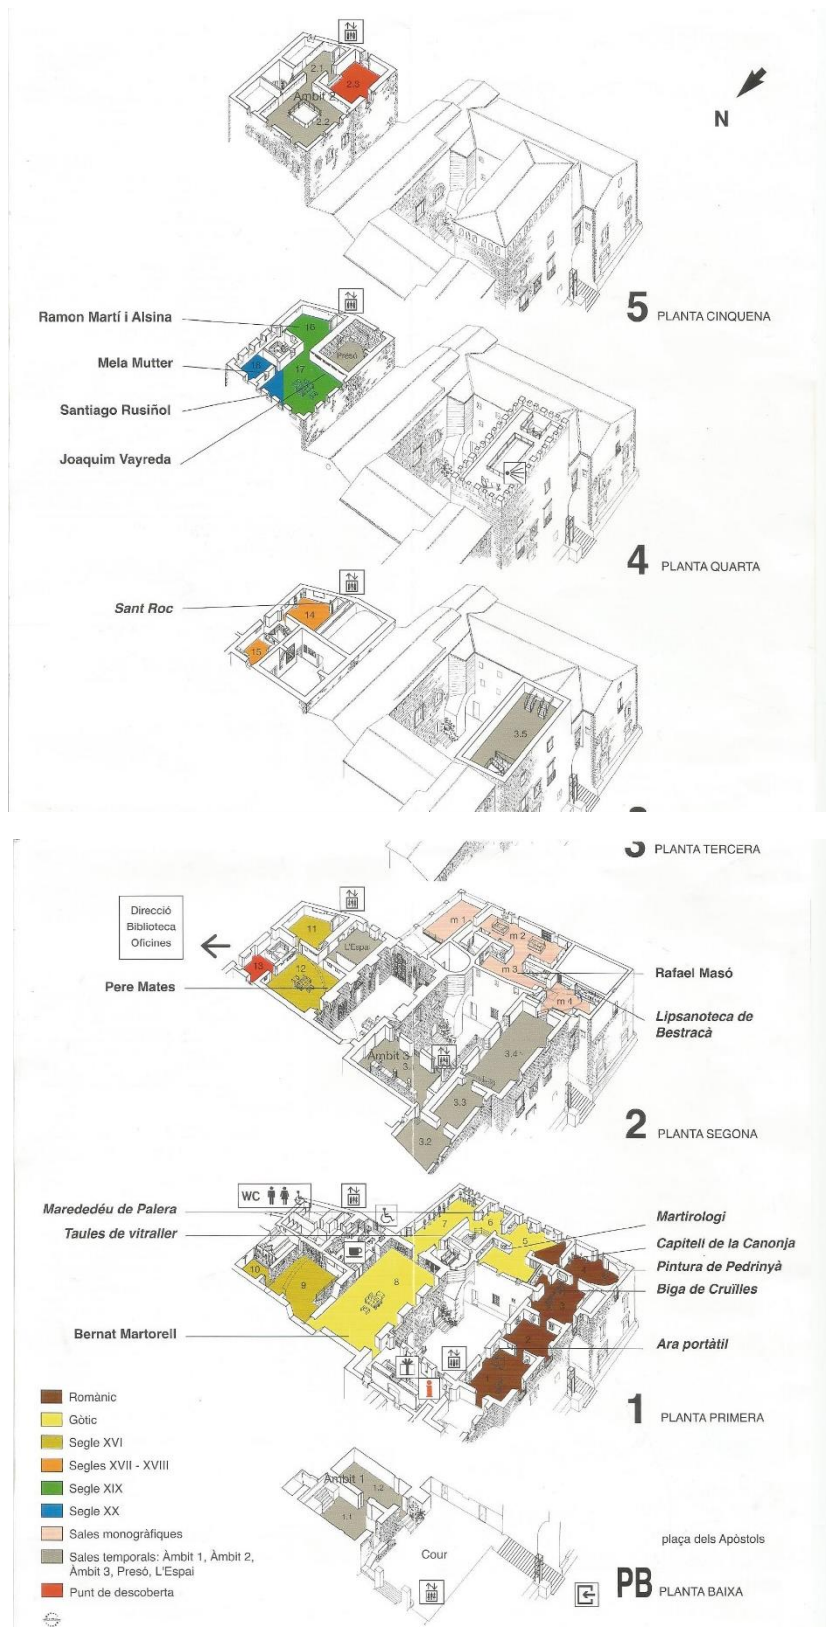 2.1
2.3
Àmbit 2
2.2
N
5 PLANTA CINQUENA
Ramon Martí i Alsina
16
Presó
Mela Mutter
18
17
Santiago Rusiñol
Joaquim Vayreda
4 PLANTA QUARTA
Sant Roc
14
15
3.5
3 PLANTA TERCERA
Direcció
Biblioteca
Oficines
11
L'Espai
13
12
Pere Mates
m 1
m 2
m 3
m 4
Rafael Masó
Lipsanoteca de
Bestracà
Àmbit 3
3.4
3.3
3.2
2 PLANTA SEGONA
WC
Marededéu de Palera
Taules de vitraller
7
6
5
Martirologi
Capitell de la Canonja
Pintura de Pedrinyà
Biga de Cruïlles
4
3
10
9
8
2
Bernat Martorell
Ara portàtil
1
i
1 PLANTA PRIMERA
Romànic
Gòtic
Segle XVI
Segles XVII - XVIII
Segle XIX
Segle XX
Sales monogràfiques
Sales temporals: Àmbit 1, Àmbit 2,
Àmbit 3, Presó, L'Espai
Punt de descoberta
Àmbit 1
1.2
1.1
Cour
plaça dels Apòstols
PB PLANTA BAIXA